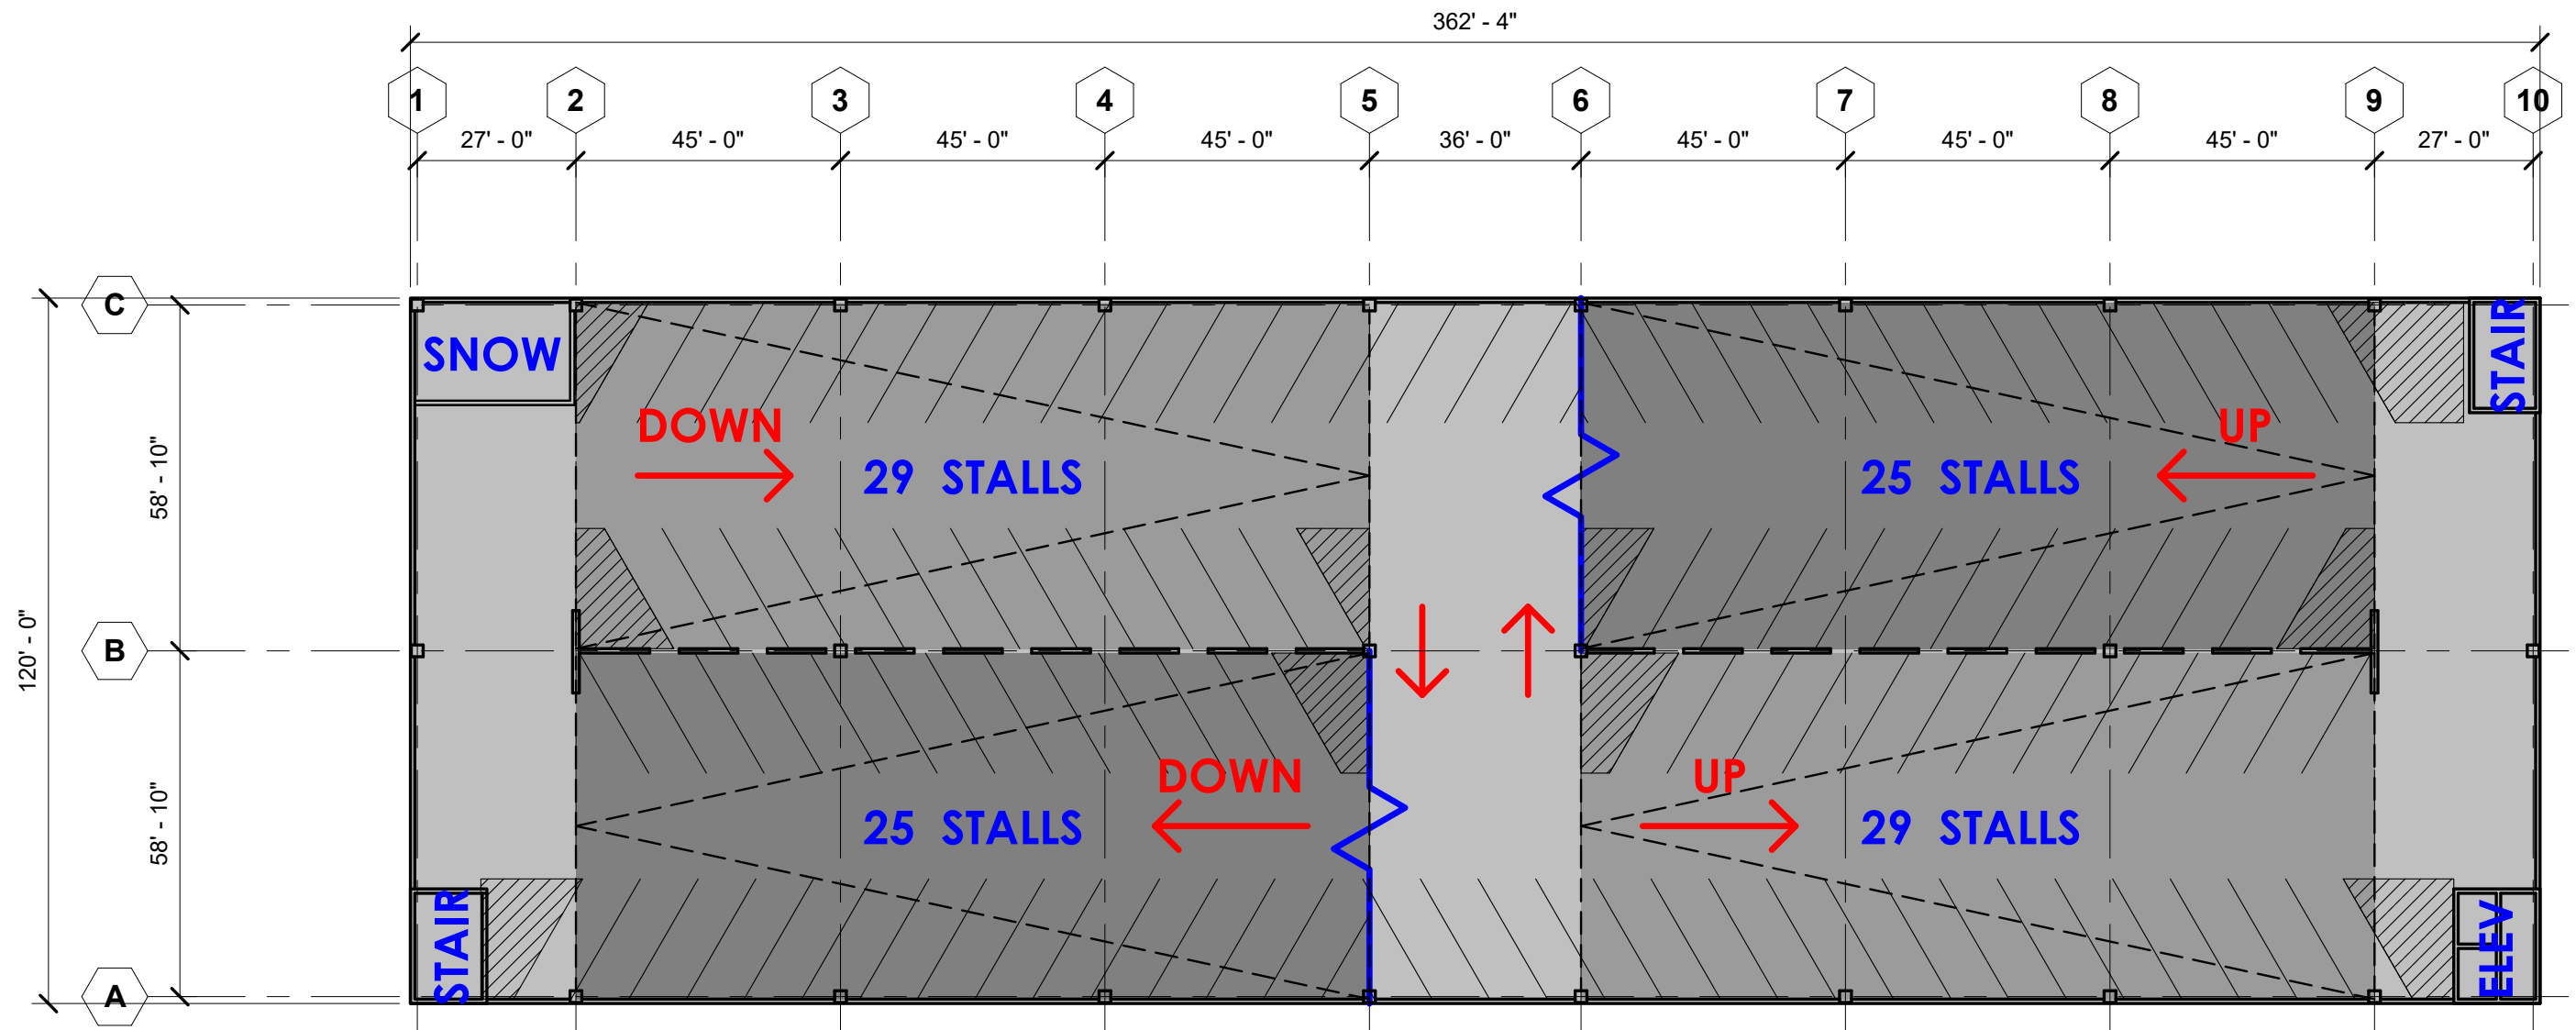 362' - 4"
1
2
3
4
5
6
7
8
9
10
27' - 0"
45' - 0"
45' - 0"
45' - 0"
36' - 0"
45' - 0"
45' - 0"
45' - 0"
27' - 0"
C
SNOW
STAIR
DOWN
UP
58' - 10"
29 STALLS
25 STALLS
120' - 0"
B
DOWN
UP
58' - 10"
25 STALLS
29 STALLS
STAIR
ELEV
A